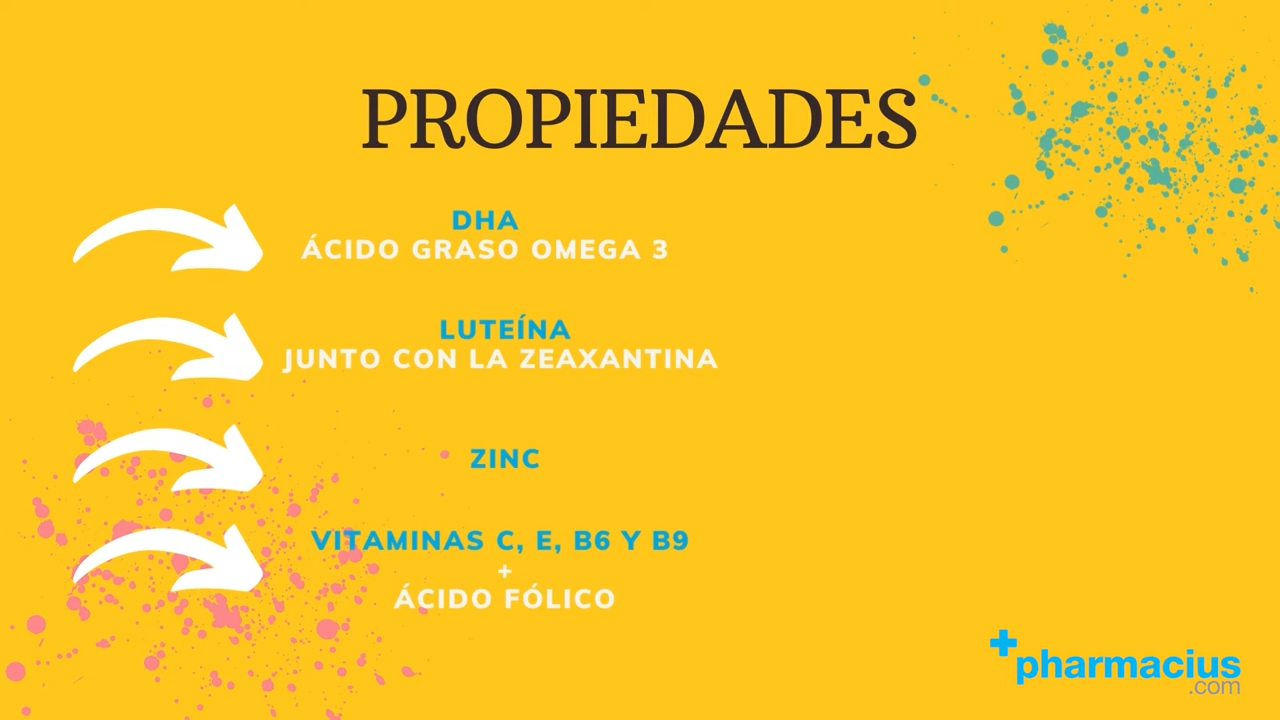 PROPIEDADES
DHA
ÁCIDO GRASO OMEGA 3
LUTEÍNA
JUNTO CON LA ZEAXANTINA
ZINC
VITAMINAS C, E, B6 Y B9
+
ÁCIDO FÓLICO
pharmacius
.com